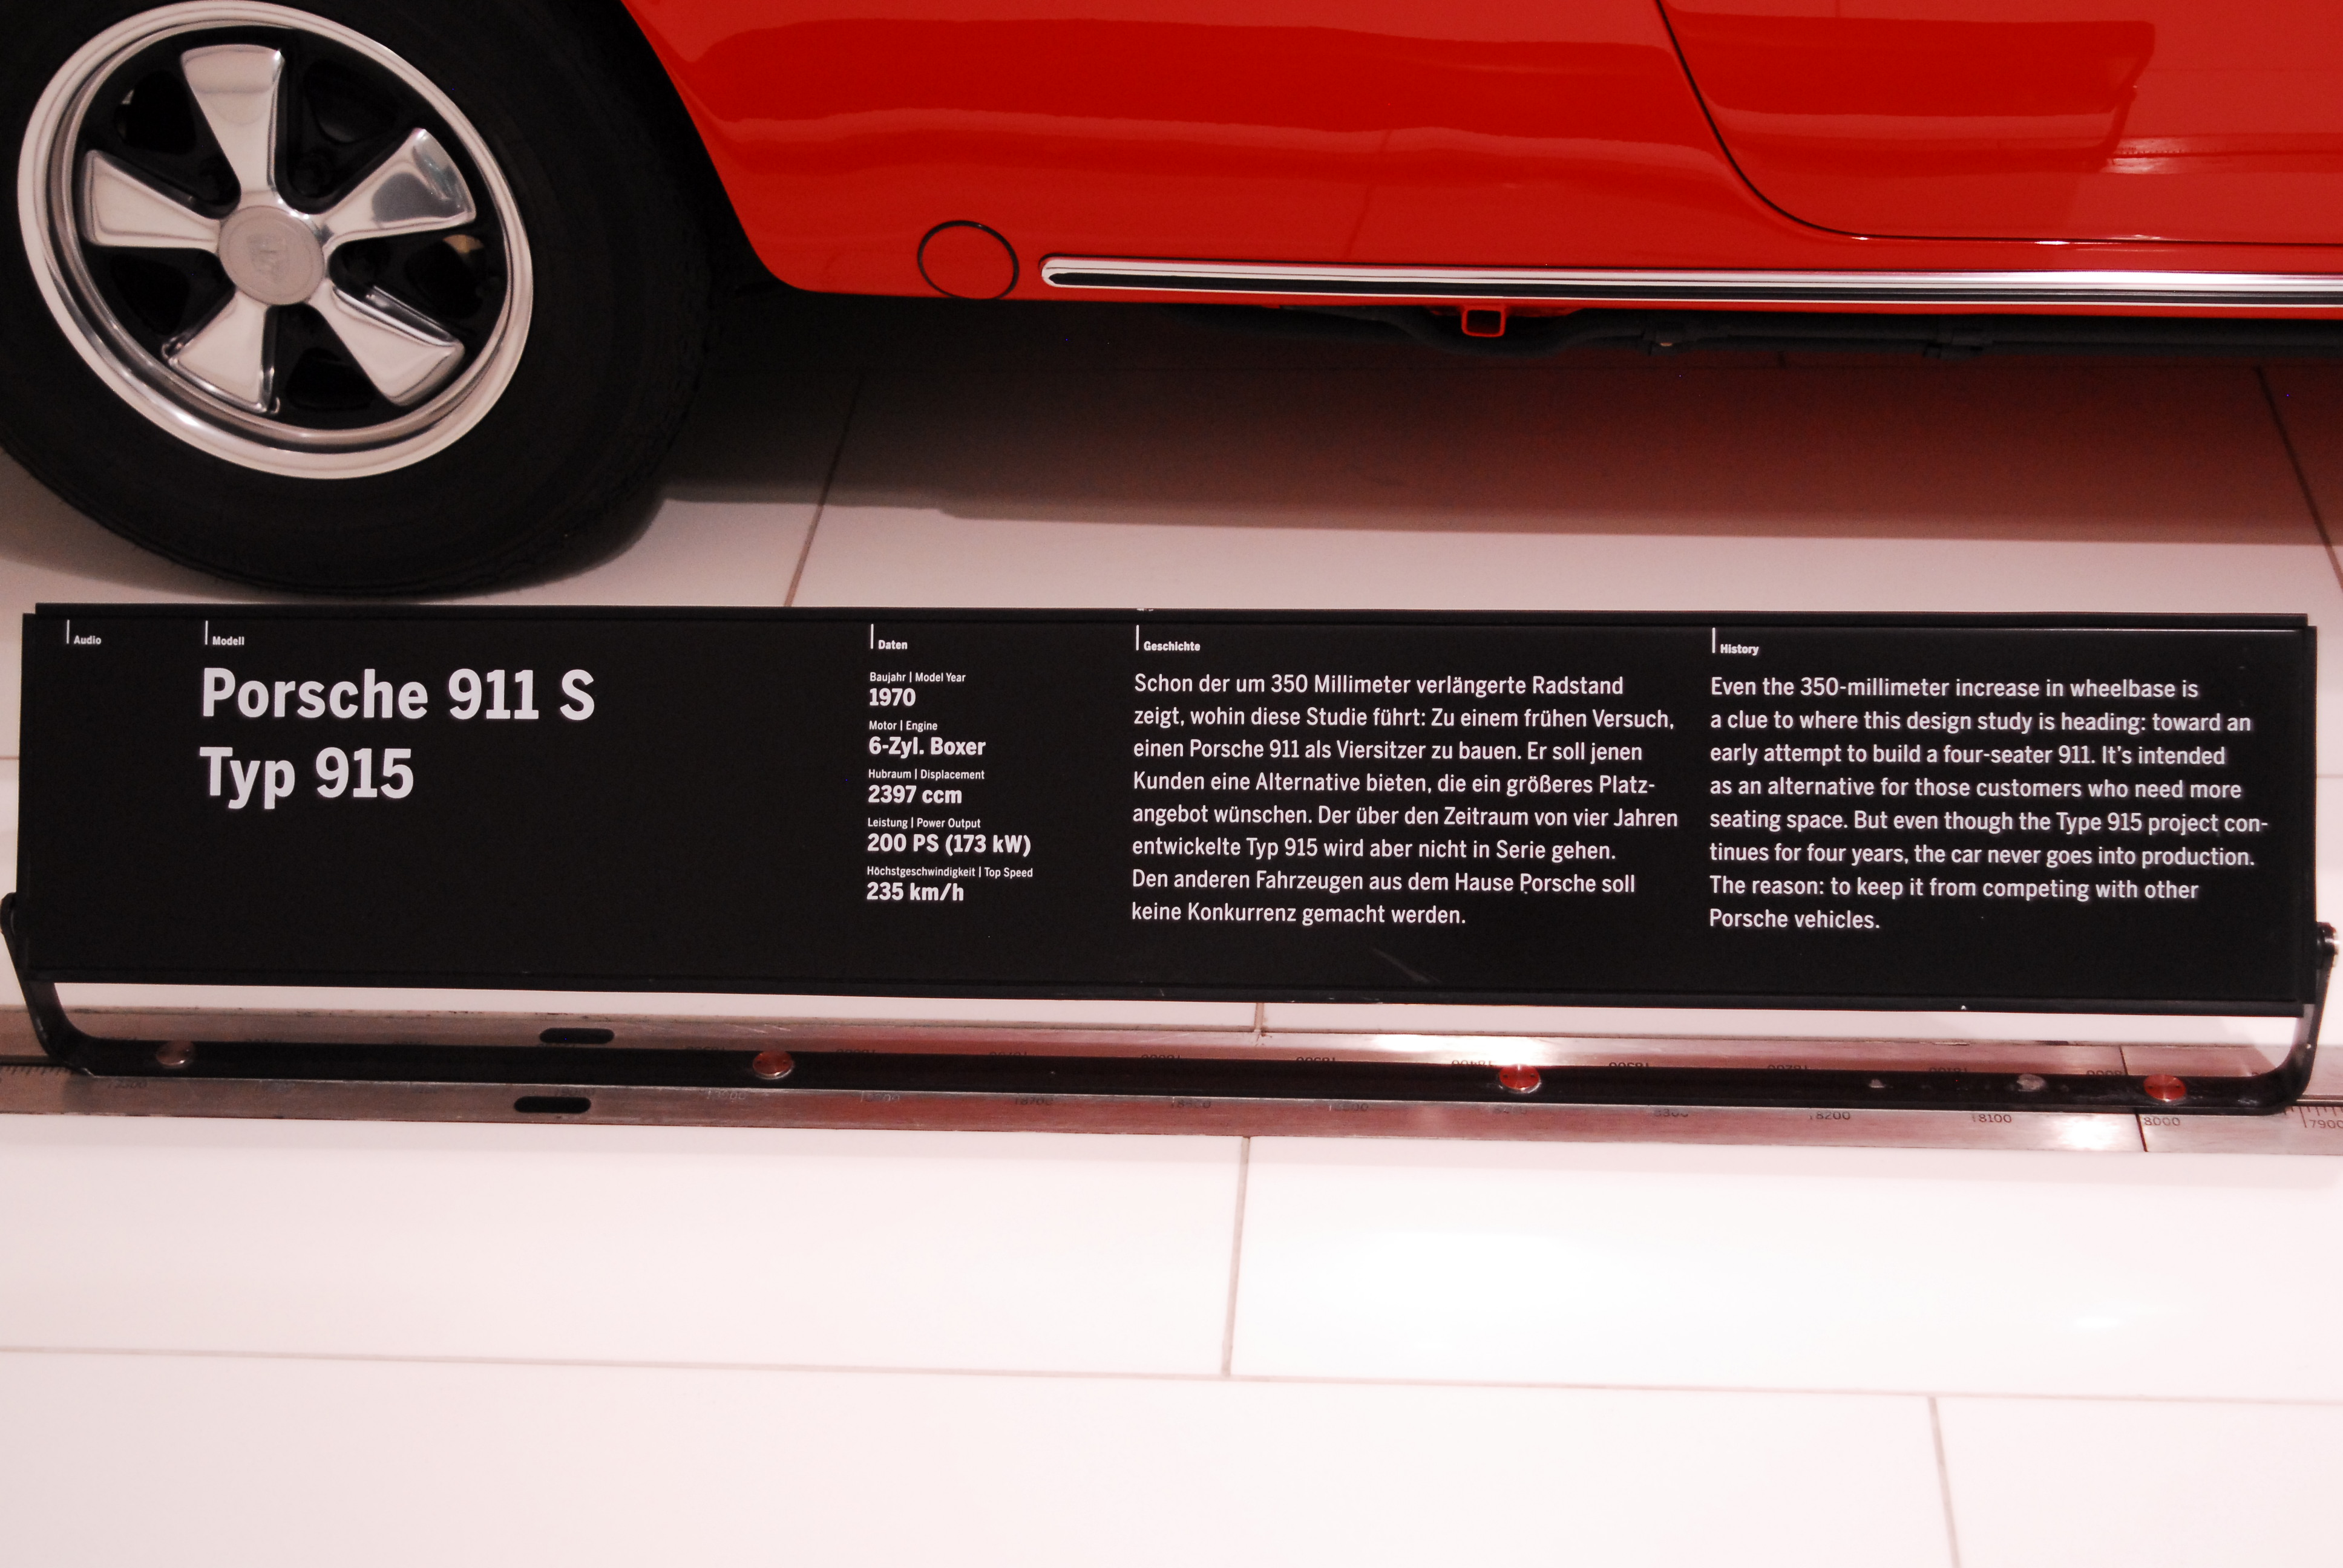 Audio
Modell
Porsche 911 S
Typ 915
Daten
Baujahr | Model Year
1970
Motor | Engine
6-Zyl. Boxer
Hubraum | Displacement
2397 ccm
Leistung | Power Output
200 PS (173 kW)
Höchstgeschwindigkeit | Top Speed
235 km/h
Geschichte
Schon der um 350 Millimeter verlängerte Radstand
zeigt, wohin diese Studie führt: Zu einem frühen Versuch,
einen Porsche 911 als Viersitzer zu bauen. Er soll jenen
Kunden eine Alternative bieten, die ein größeres Platz-
angebot wünschen. Der über den Zeitraum von vier Jahren
entwickelte Typ 915 wird aber nicht in Serie gehen.
Den anderen Fahrzeugen aus dem Hause Porsche soll
keine Konkurrenz gemacht werden.
History
Even the 350-millimeter increase in wheelbase is
a clue to where this design study is heading: toward an
early attempt to build a four-seater 911. It's intended
as an alternative for those customers who need more
seating space. But even though the Type 915 project con-
tinues for four years, the car never goes into production.
The reason: to keep it from competing with other
Porsche vehicles.
8200 8100 8000 7900